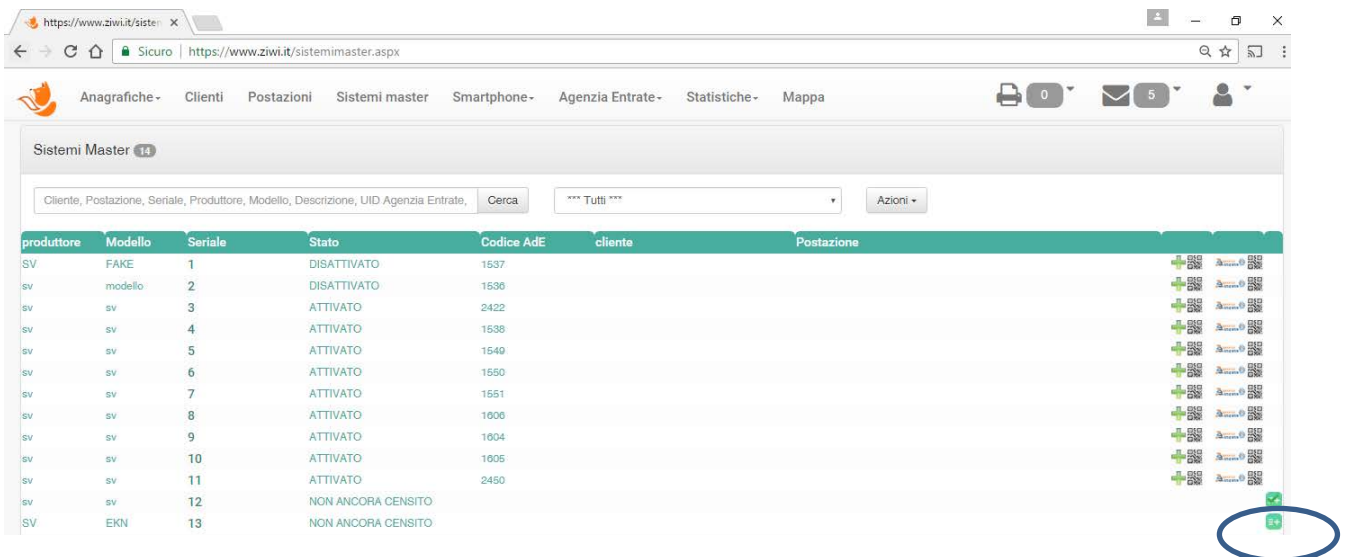 https://www.ziwi.it/sister
Sicuro | https://www.ziwi.it/sistemimaster.aspx
Anagrafiche Clienti Postazioni Sistemi master Smartphone Agenzia Entrate Statistiche Mappa 0 5
Sistemi Master 14
Cliente, Postazione, Seriale, Produttore, Modello, Descrizione, UID Agenzia Entrate, Cerca *** Tutti *** Azioni
produttore Modello Seriale Stato Codice AdE cliente Postazione
SV FAKE 1 DISATTIVATO 1537
sv modello 2 DISATTIVATO 1536
sv sv 3 ATTIVATO 2422
sv sv 4 ATTIVATO 1538
sv sv 5 ATTIVATO 1549
sv sv 6 ATTIVATO 1550
sv sv 7 ATTIVATO 1551
sv sv 8 ATTIVATO 1606
sv sv 9 ATTIVATO 1604
sv sv 10 ATTIVATO 1605
sv sv 11 ATTIVATO 2450
sv sv 12 NON ANCORA CENSITO
SV EKN 13 NON ANCORA CENSITO